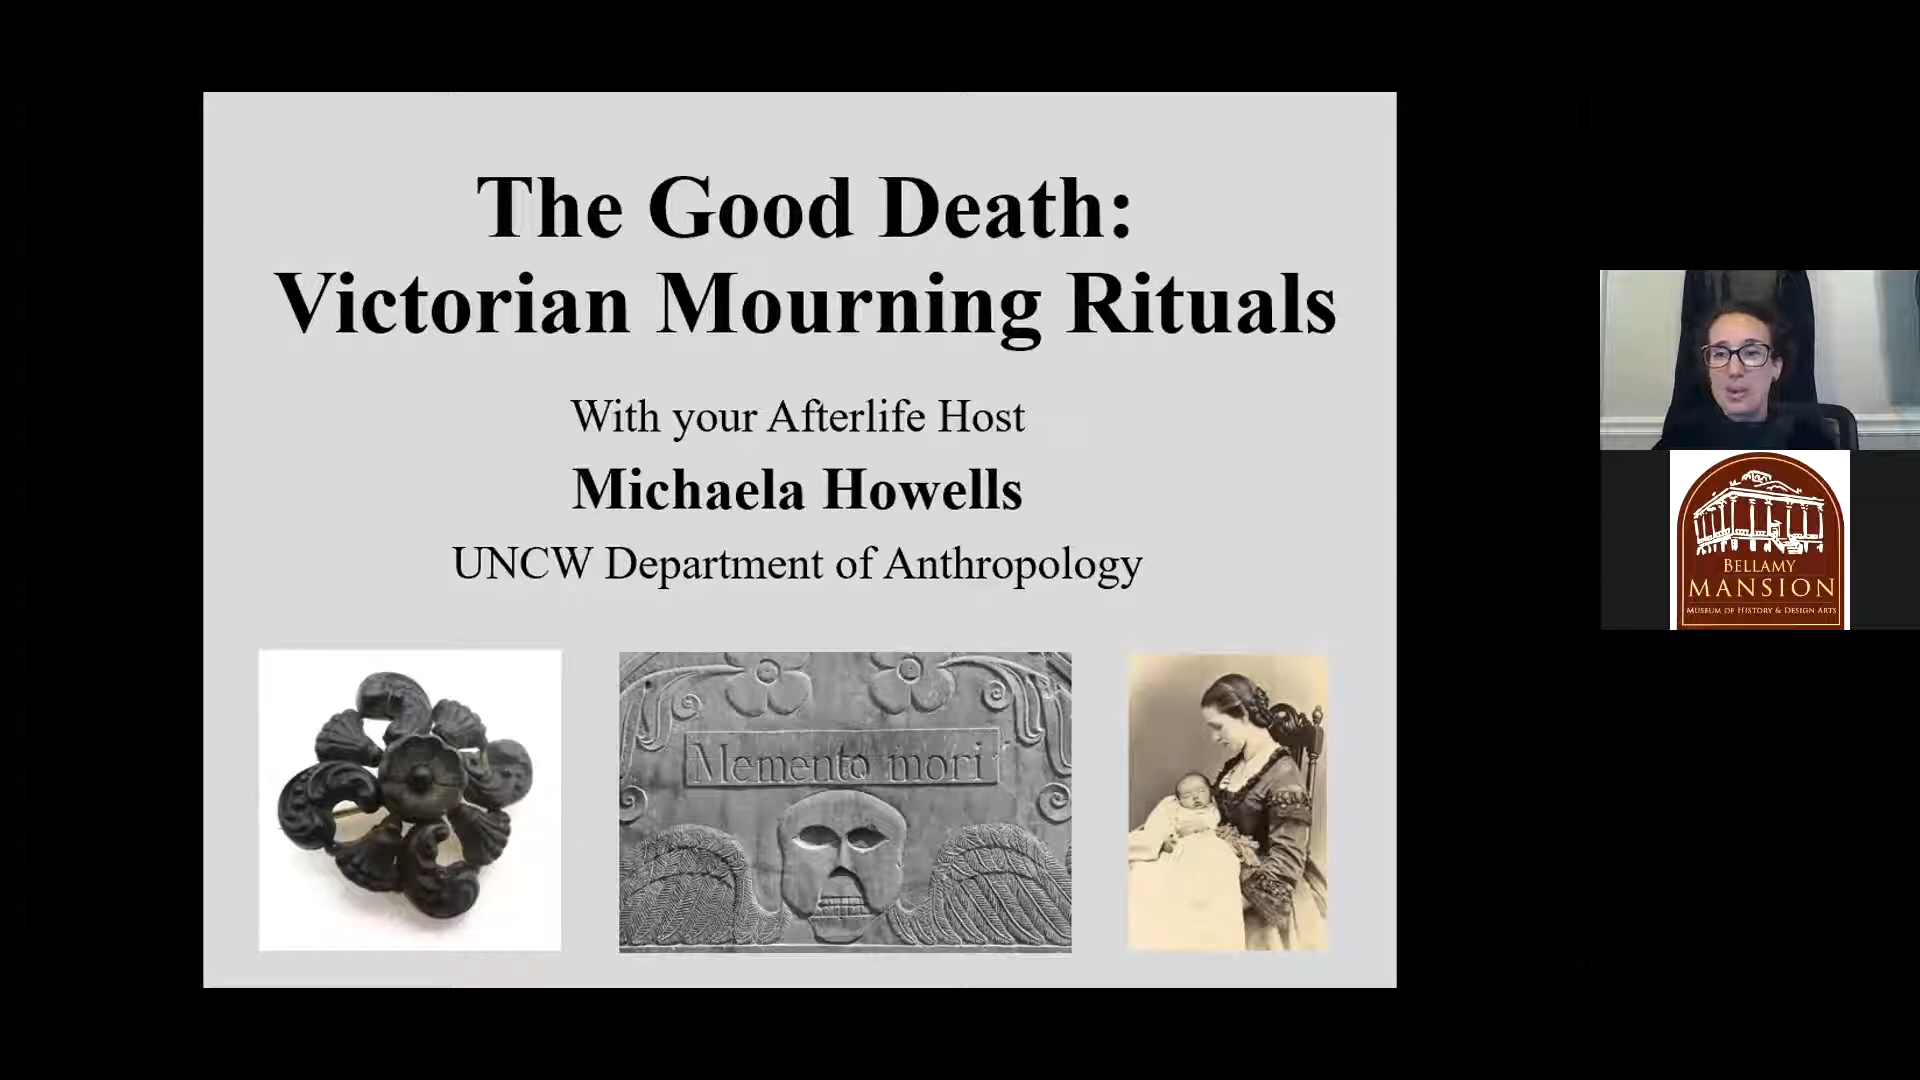 The Good Death:
Victorian Mourning Rituals
With your Afterlife Host
Michaela Howells
UNCW Department of Anthropology
Memento mori
BELLAMY
MANSION
MUSEUM OF HISTORY & DESIGN ARTS